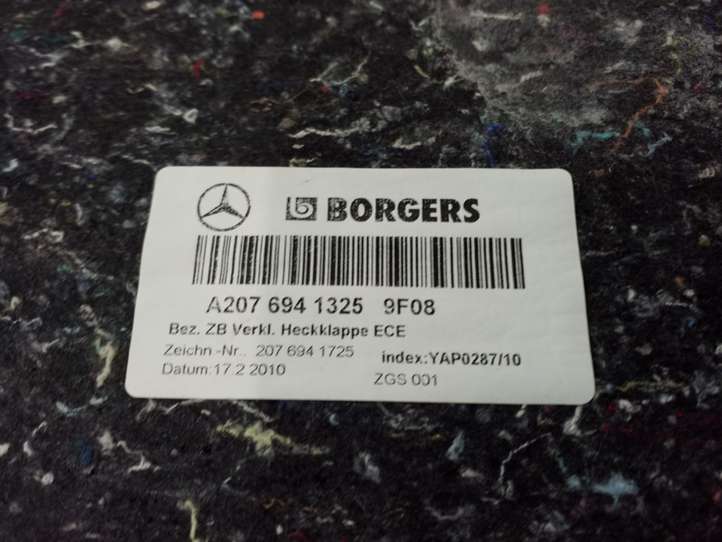 BORGERS
A207 694 1325 9F08
Bez. ZB Verkl. Heckklappe ECE
Zeichn-Nr.. 207 694 1725 index:YAP0287/10
Datum:17.2 2010 ZGS 001